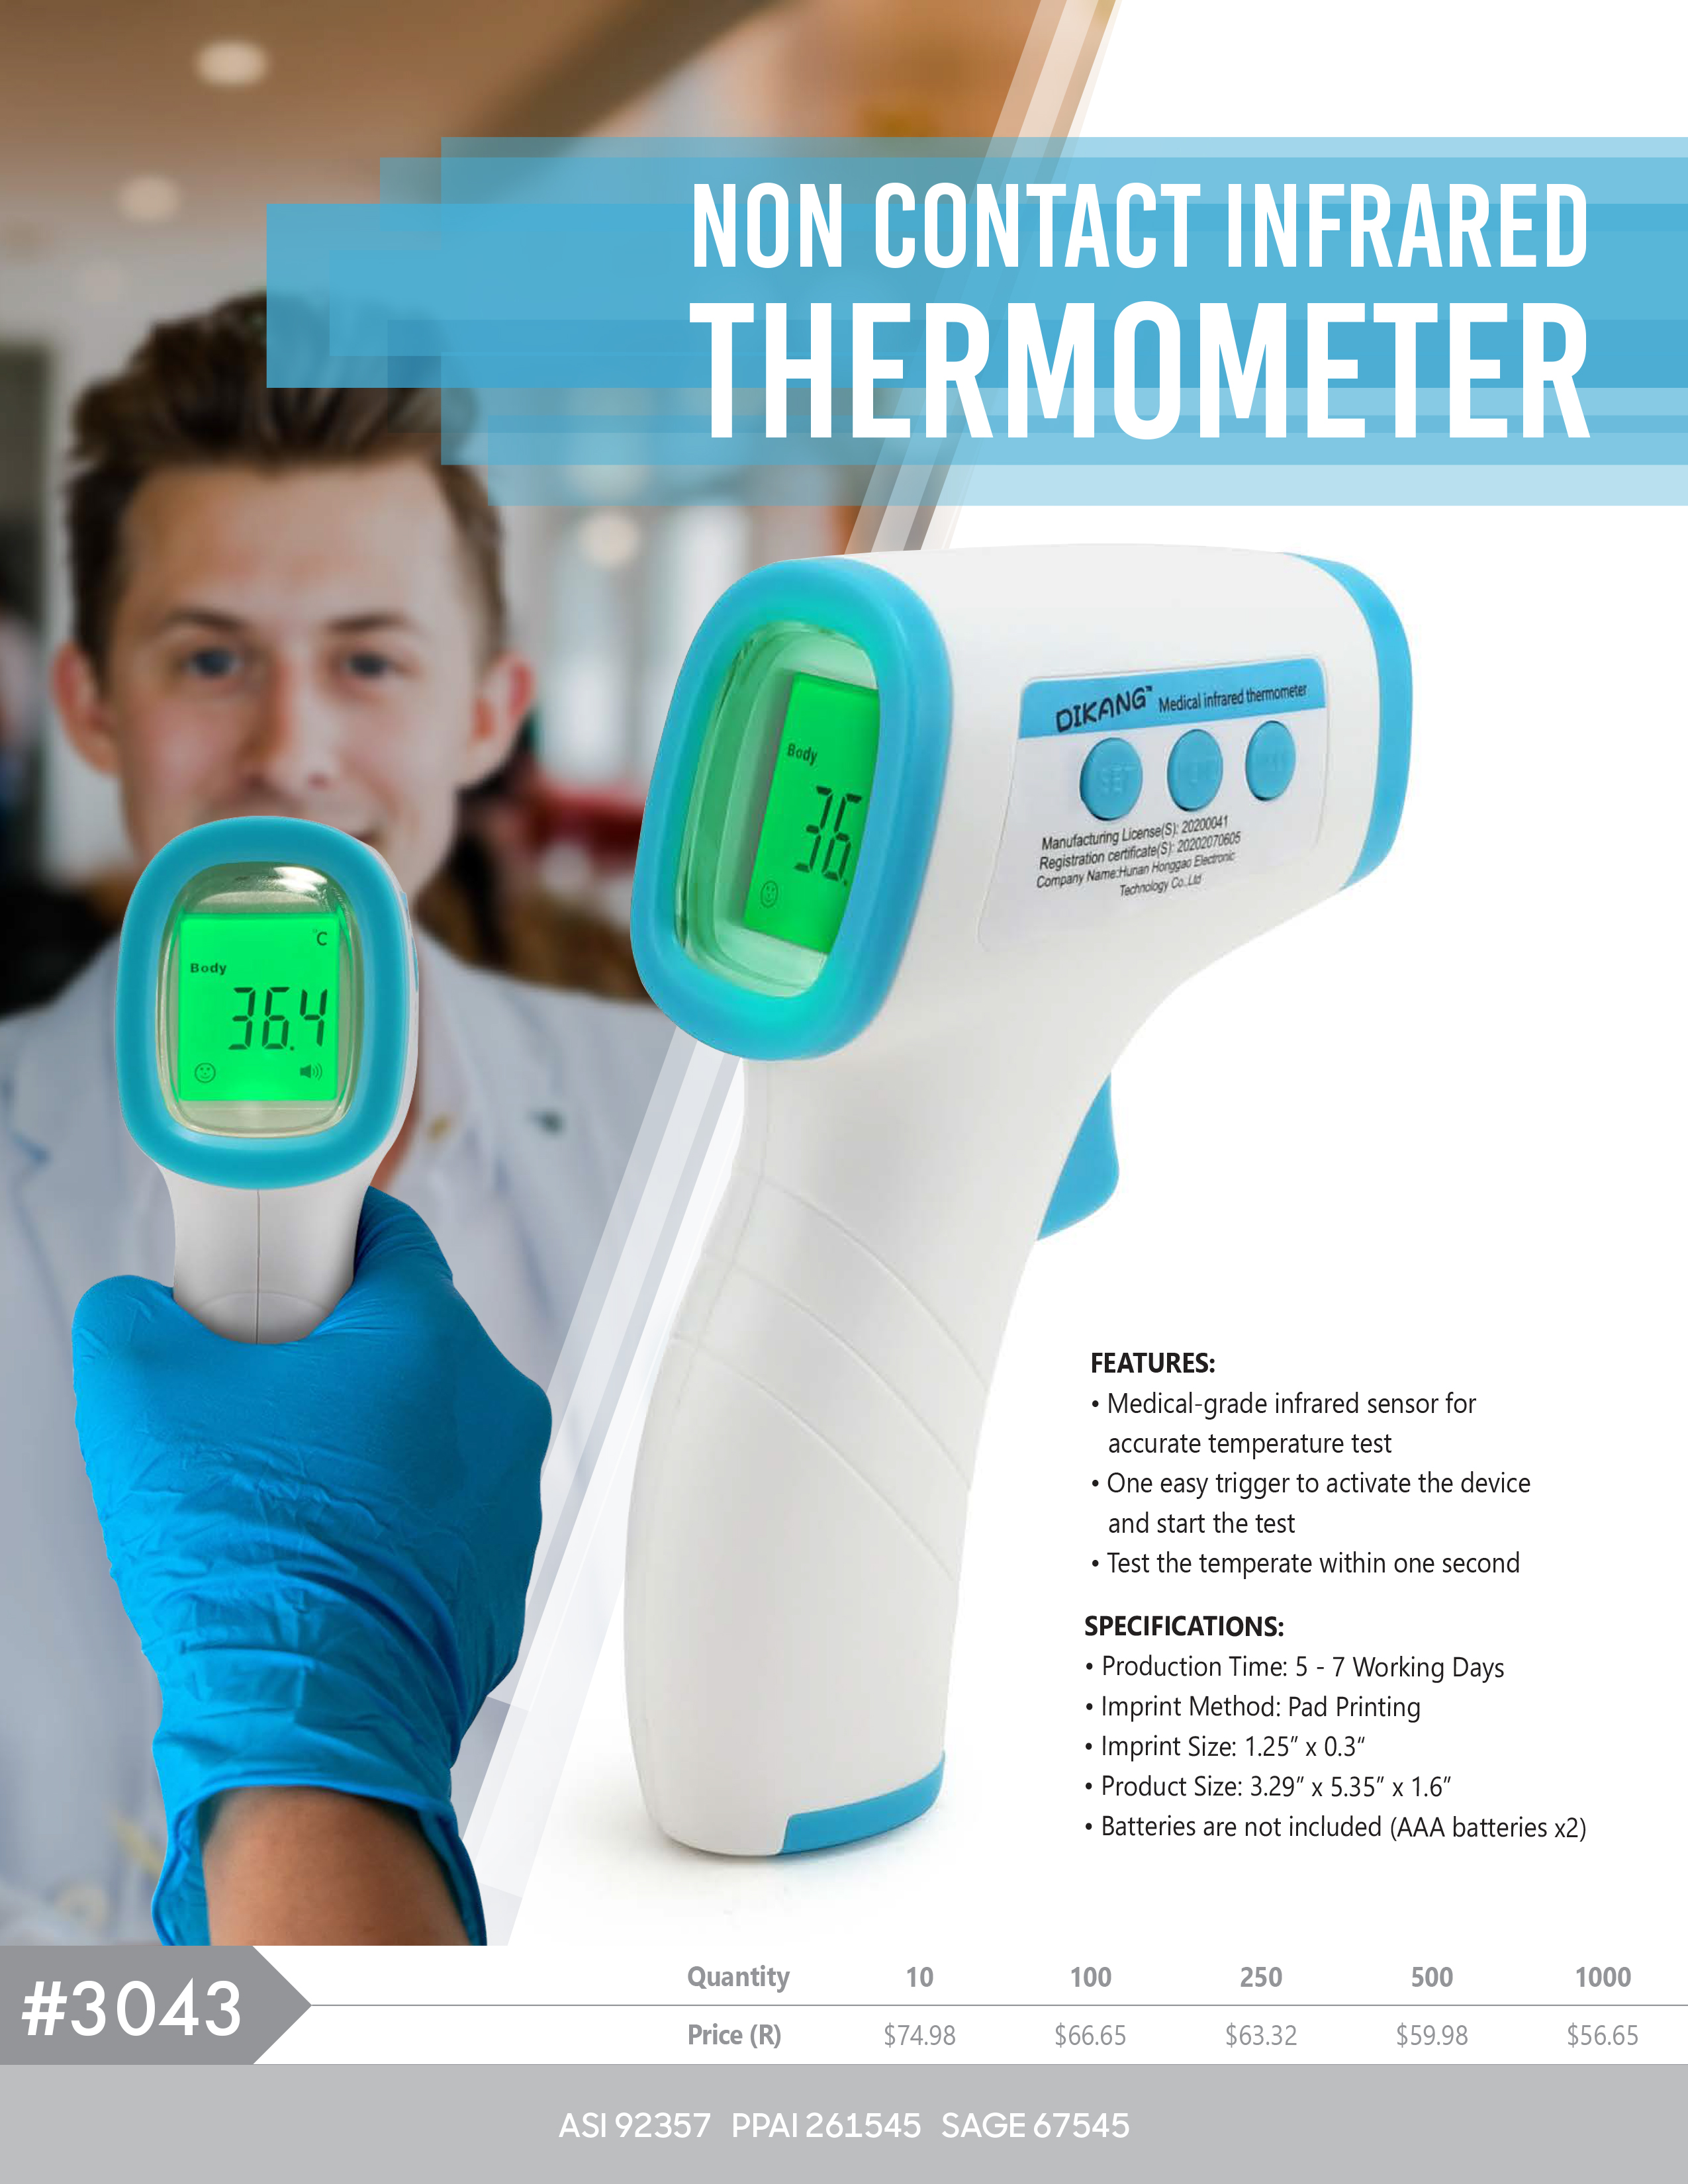 NON CONTACT INFRARED
THERMOMETER
DIKANG™ Medical infrared thermometer
SET
Manufacturing License(S): 20200041
Registration certificate(S): 20202070605
Company Name:Hunan Honggao Electronic
Technology Co.,Ltd
Body
36.
°C
Body
36.4
FEATURES:
• Medical-grade infrared sensor for
accurate temperature test
• One easy trigger to activate the device
and start the test
• Test the temperate within one second
SPECIFICATIONS:
• Production Time: 5 - 7 Working Days
• Imprint Method: Pad Printing
• Imprint Size: 1.25” x 0.3“
• Product Size: 3.29” x 5.35” x 1.6”
• Batteries are not included (AAA batteries x2)
#3043
Quantity 10 100 250 500 1000
Price (R) $74.98 $66.65 $63.32 $59.98 $56.65
ASI 92357 PPAI 261545 SAGE 67545